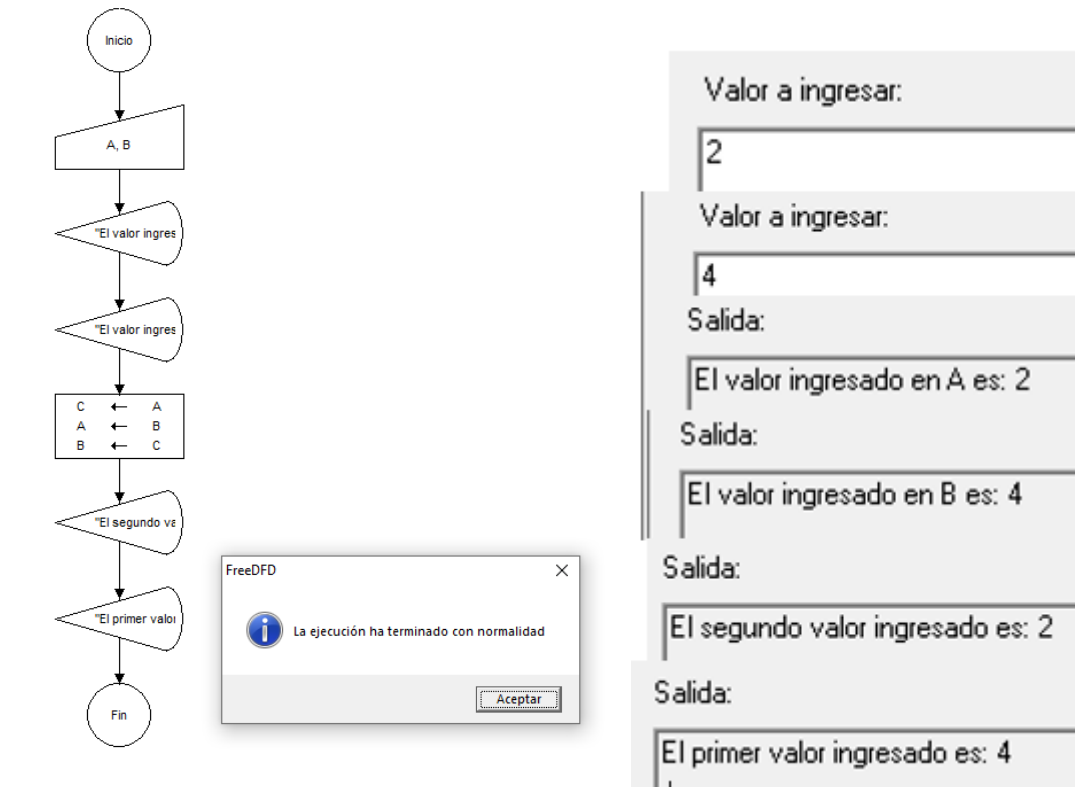 Inicio
A, B
"El valor ingres
"El valor ingres
C ← A
A ← B
B ← C
"El segundo va
"El primer valor
Fin
FreeDFD
La ejecución ha terminado con normalidad
Aceptar
Valor a ingresar:
2
Valor a ingresar:
4
Salida:
El valor ingresado en A es: 2
Salida:
El valor ingresado en B es: 4
Salida:
El segundo valor ingresado es: 2
Salida:
El primer valor ingresado es: 4